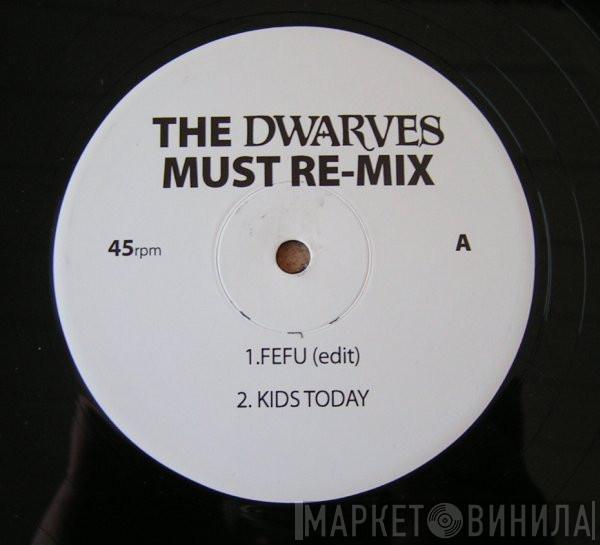 THE DWARVES
MUST RE-MIX
45rpm
A
1.FEFU (edit)
2. KIDS TODAY
МАРКЕТ ВИНИЛА